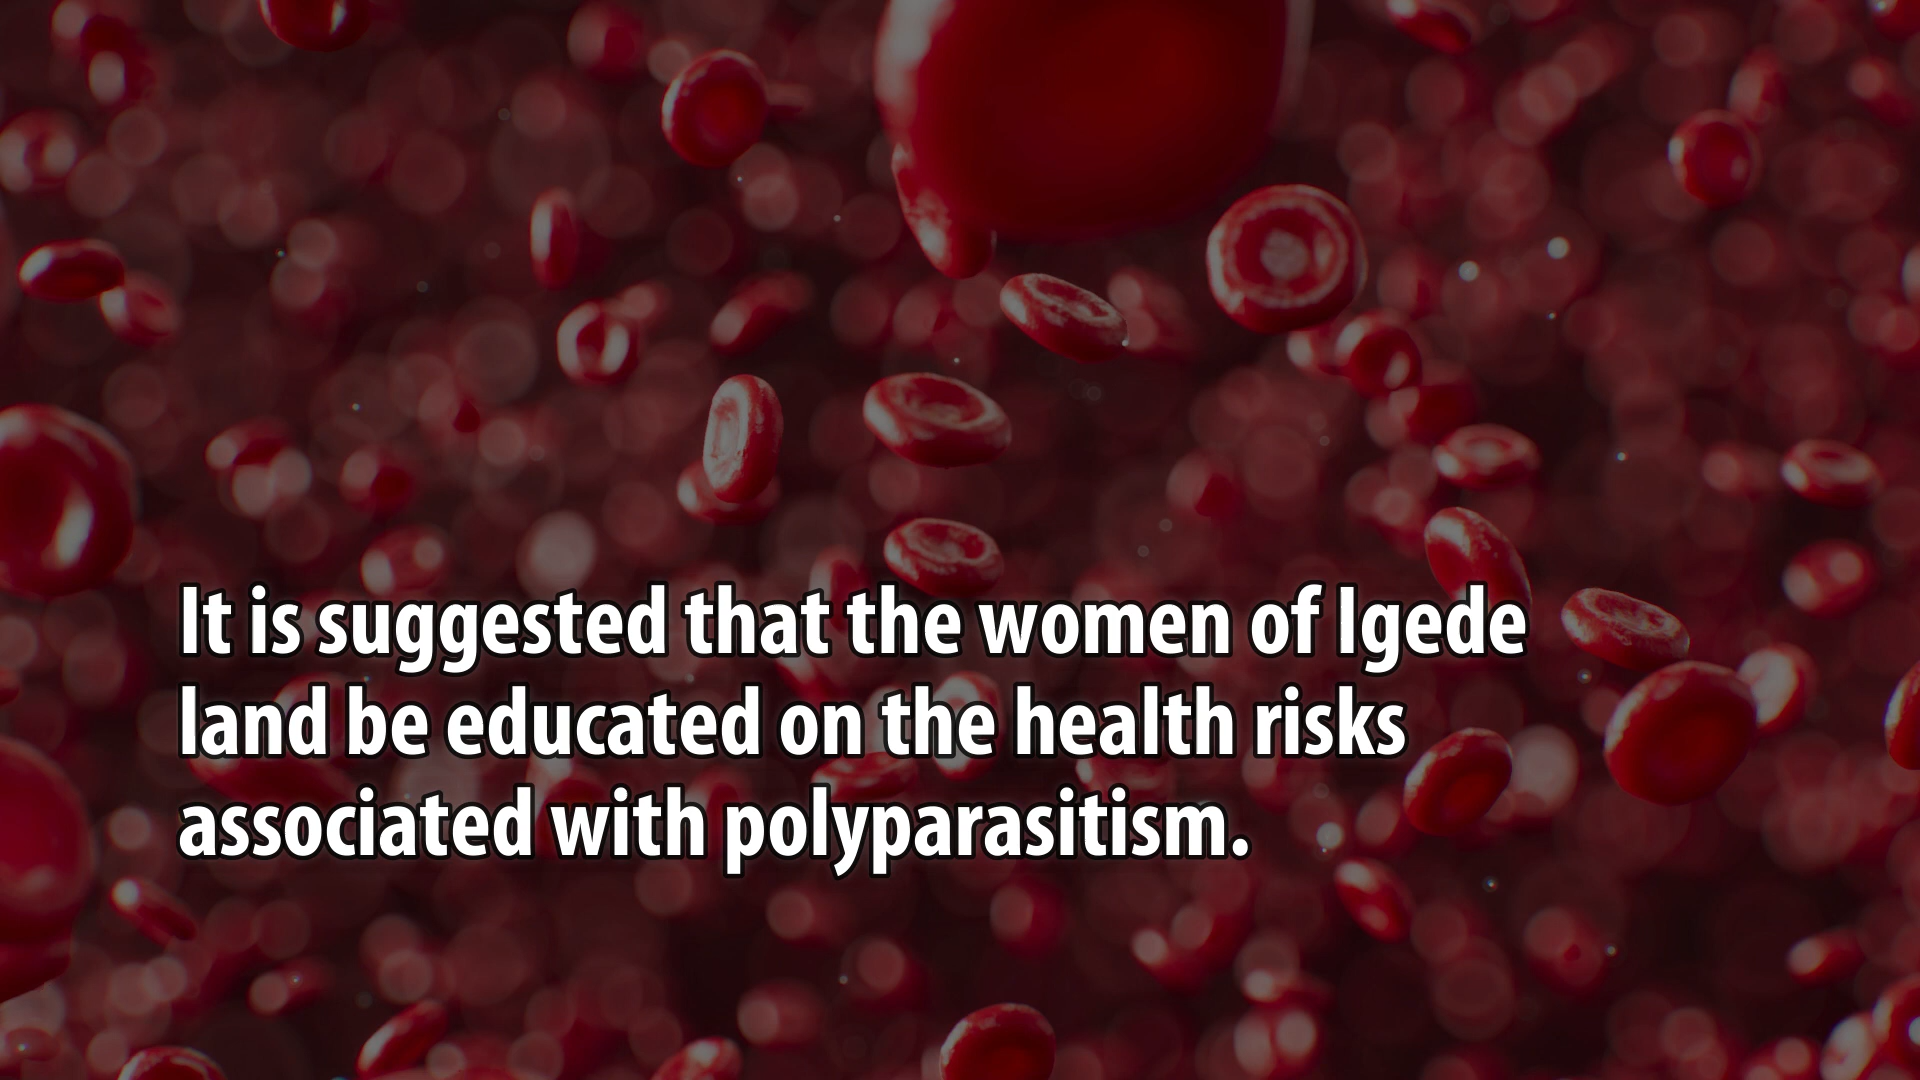 It is suggested that the women of Igede
land be educated on the health risks
associated with polyparasitism.